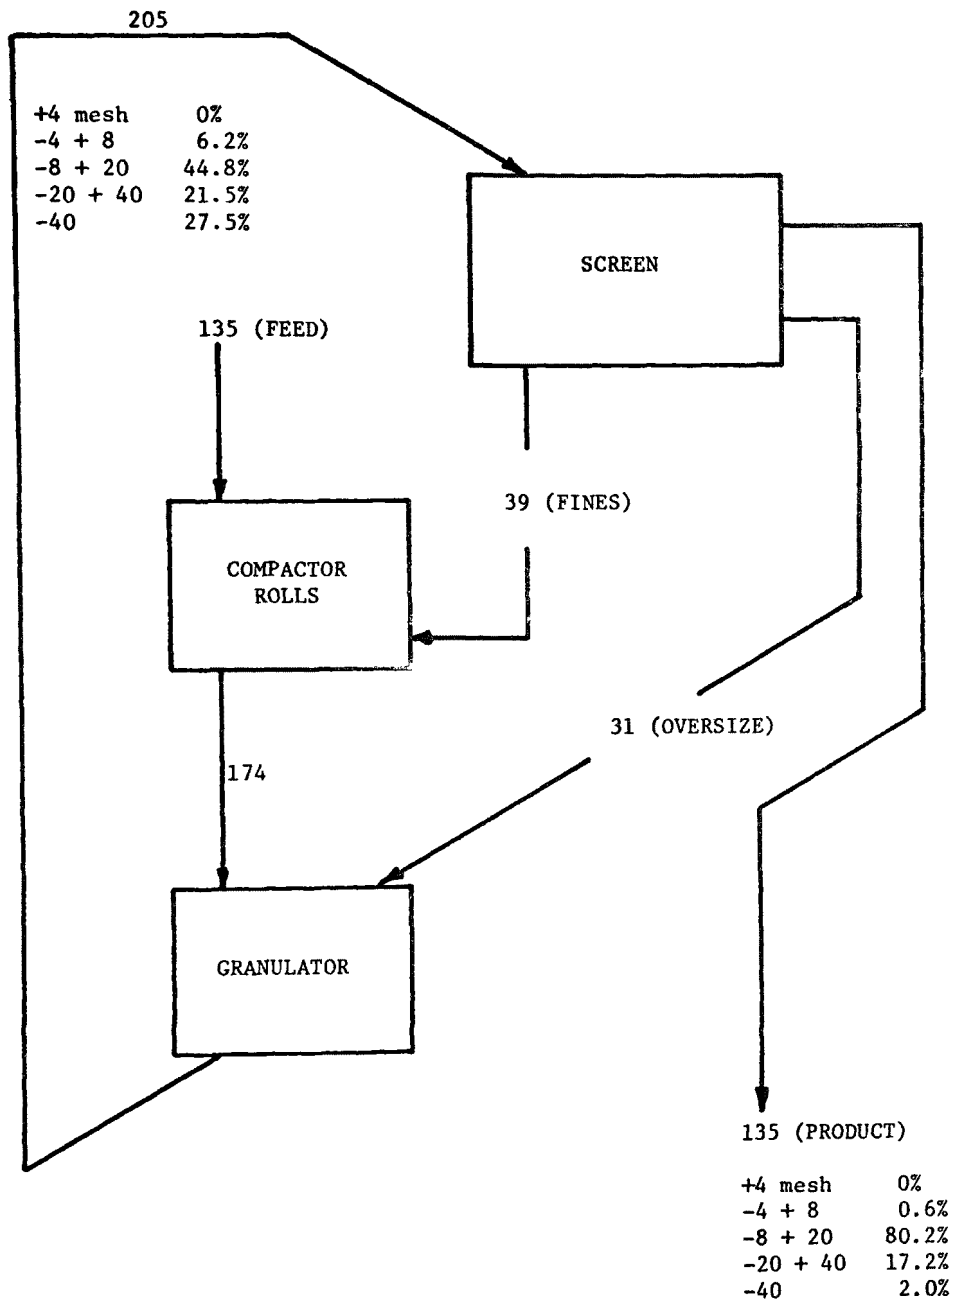 205
+4 mesh 0%
-4 + 8 6.2%
-8 + 20 44.8%
-20 + 40 21.5%
-40 27.5%
SCREEN
135 (FEED)
39 (FINES)
COMPACTOR
ROLLS
31 (OVERSIZE)
174
GRANULATOR
135 (PRODUCT)
+4 mesh 0%
-4 + 8 0.6%
-8 + 20 80.2%
-20 + 40 17.2%
-40 2.0%